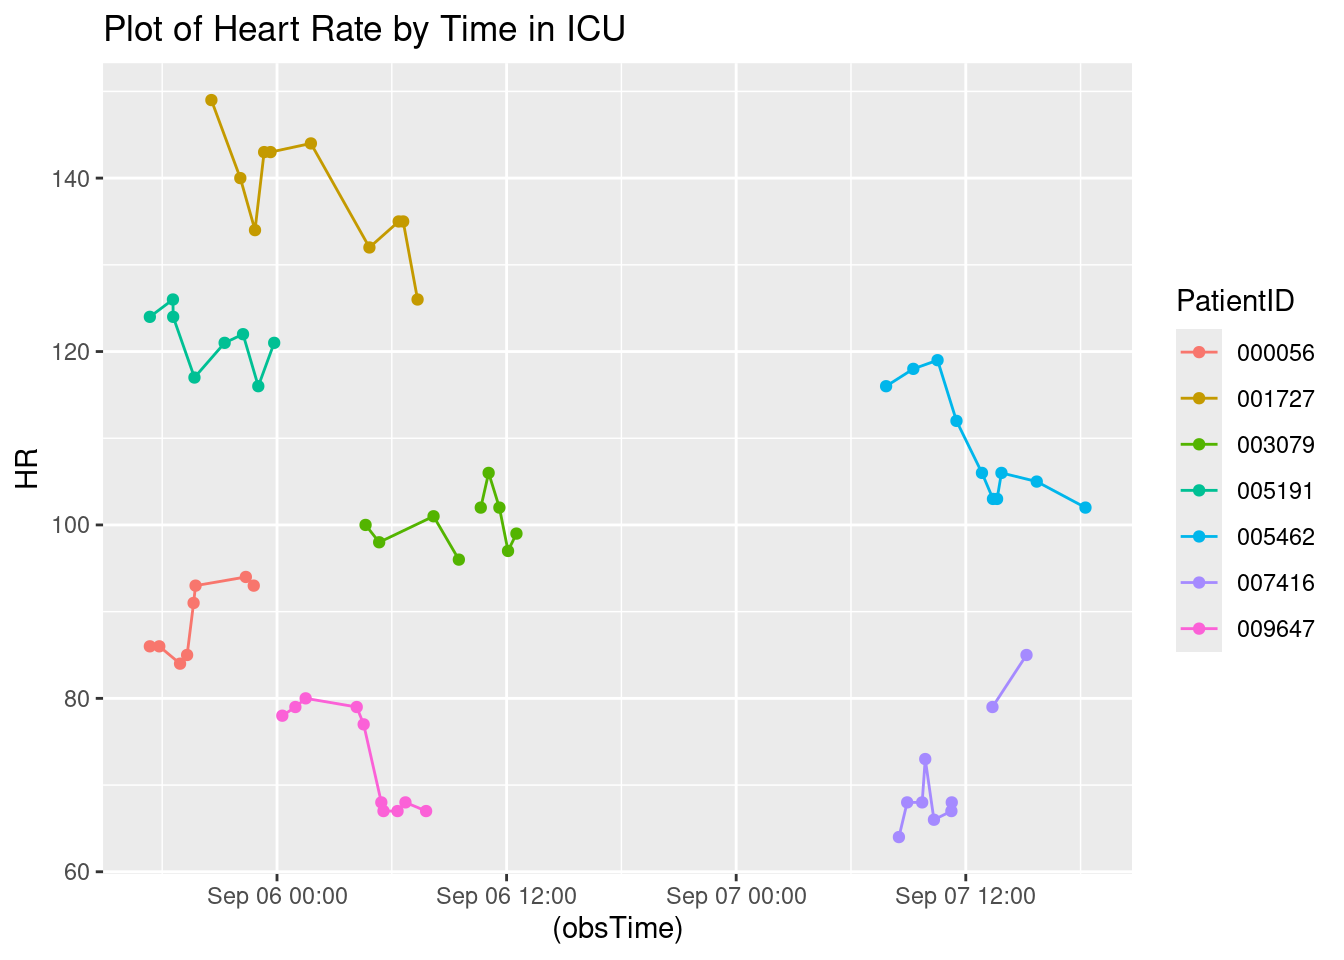 Plot of Heart Rate by Time in ICU
HR
140
120
100
80
60
Sep 06 00:00
Sep 06 12:00
Sep 07 00:00
Sep 07 12:00
(obsTime)
PatientID
000056
001727
003079
005191
005462
007416
009647